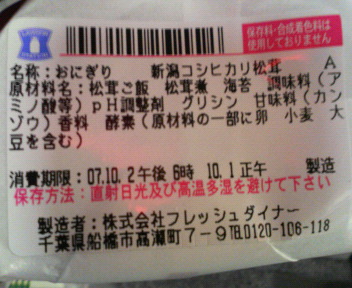 LAWSON STATION
保存料・合成着色料は
使用しておりません
名称：おにぎり　新潟コシヒカリ松茸　A
原材料名：松茸ご飯　松茸煮　海苔　調味料（ア
ミノ酸等）pH調整剤　グリシン　甘味料（カン
ゾウ）香料　酵素（原材料の一部に卵　小麦　大
豆を含む）
消費期限：07.10.2午後6時　10.1正午　製造
保存方法：直射日光及び高温多湿を避けて下さい
製造者：株式会社フレッシュダイナー
千葉県船橋市高瀬町7－9TEL0120-106-118